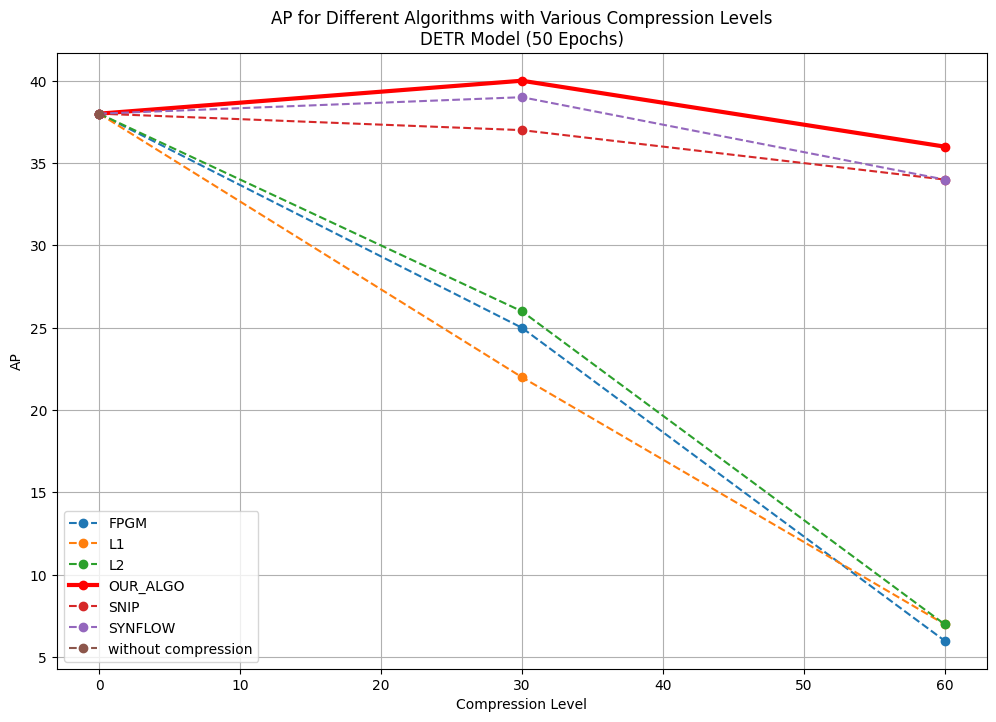 AP for Different Algorithms with Various Compression Levels
DETR Model (50 Epochs)
AP
40
35
30
25
20
15
10
5
FPGM
L1
L2
OUR_ALGO
SNIP
SYNFLOW
without compression
0
10
20
30
40
50
60
Compression Level